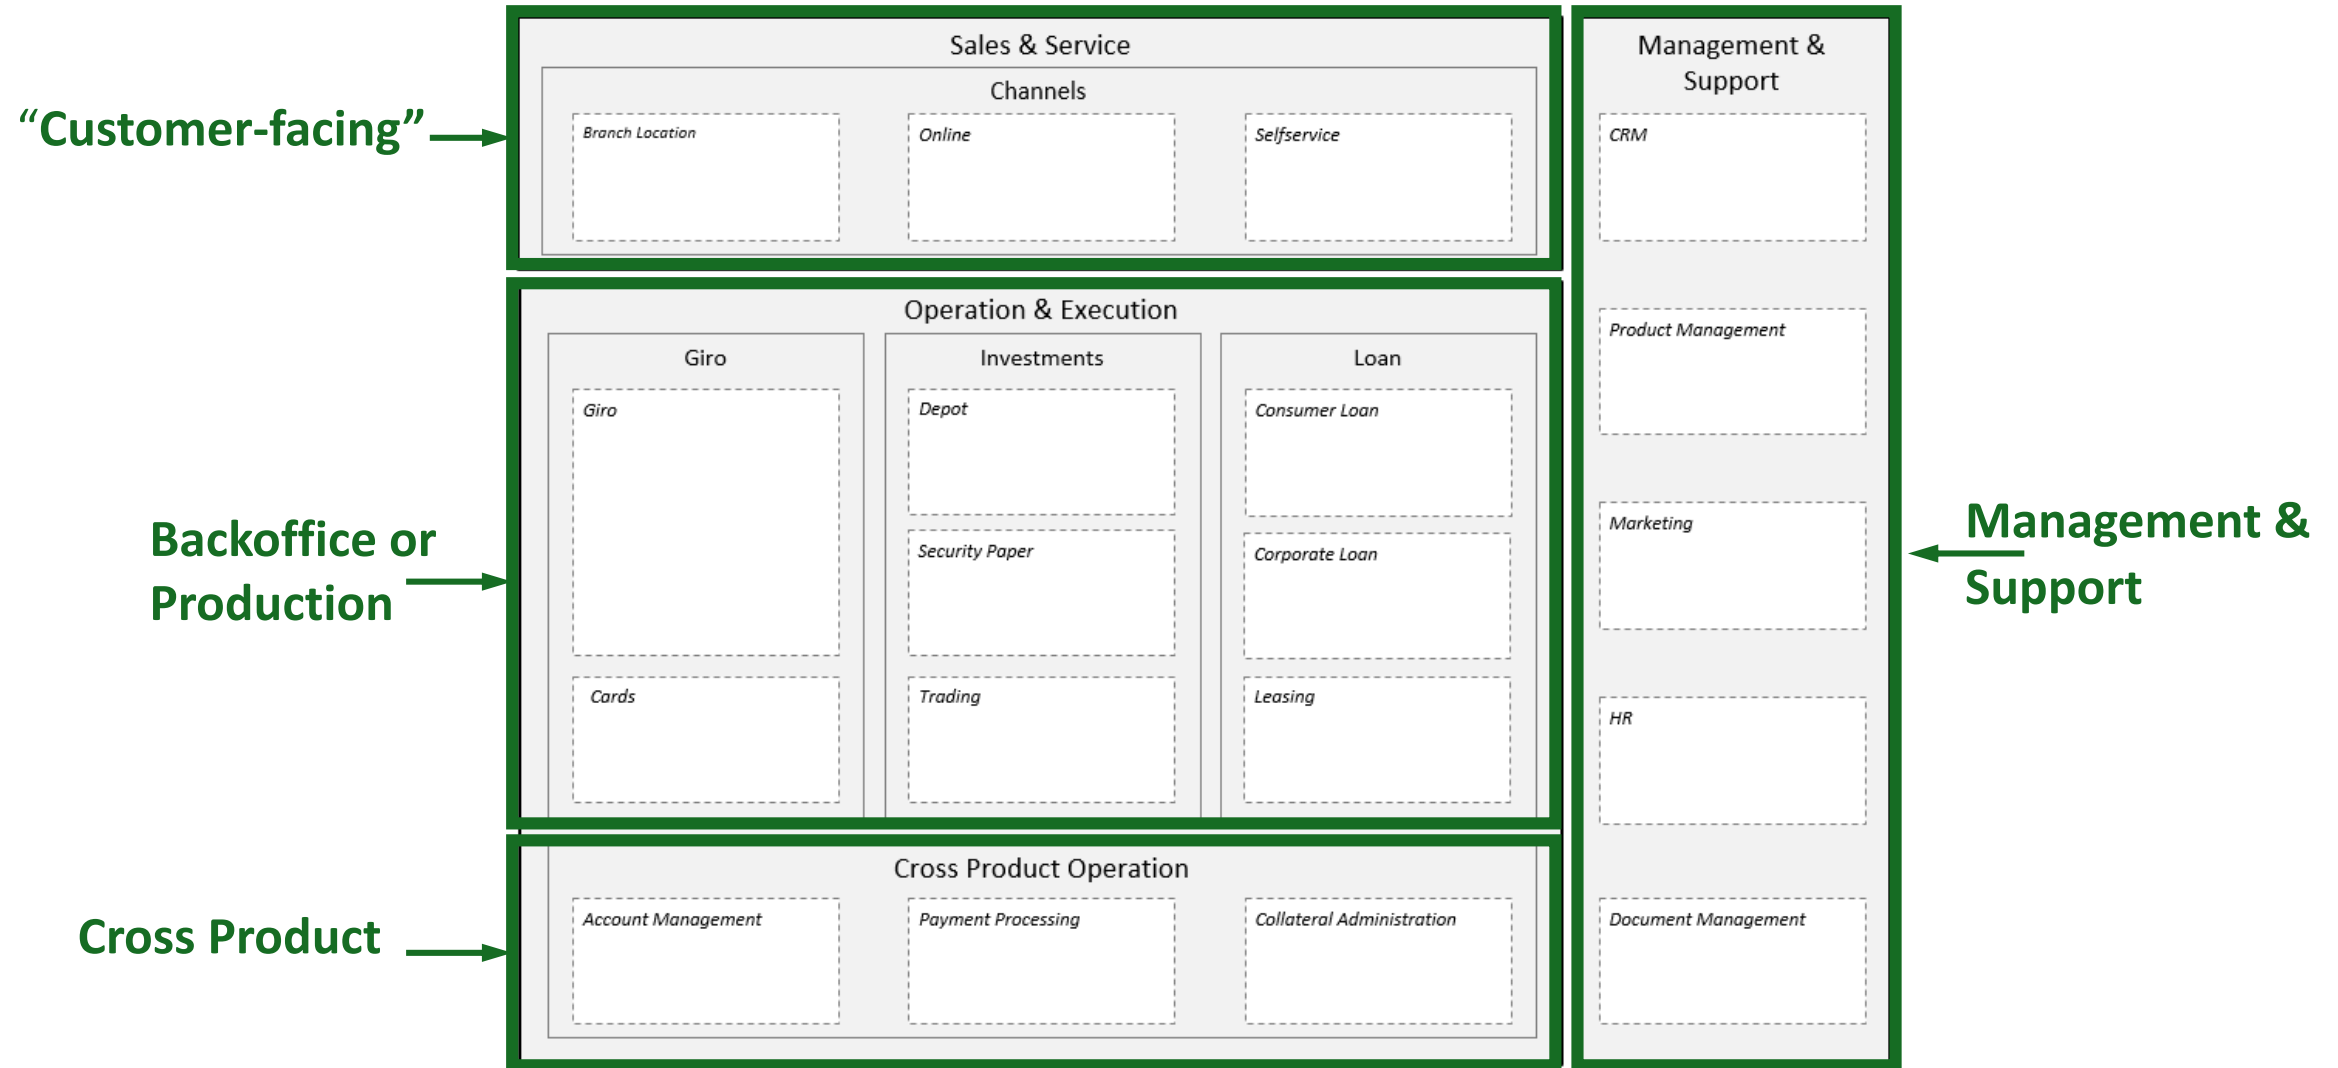 Sales & Service
Channels
Branch Location
Online
Selfservice
“Customer-facing”
Operation & Execution
Giro
Investments
Loan
Giro
Depot
Consumer Loan
Security Paper
Corporate Loan
Cards
Trading
Leasing
Backoffice or
Production
Cross Product Operation
Account Management
Payment Processing
Collateral Administration
Cross Product
Management &
Support
CRM
Product Management
Marketing
HR
Document Management
Management &
Support